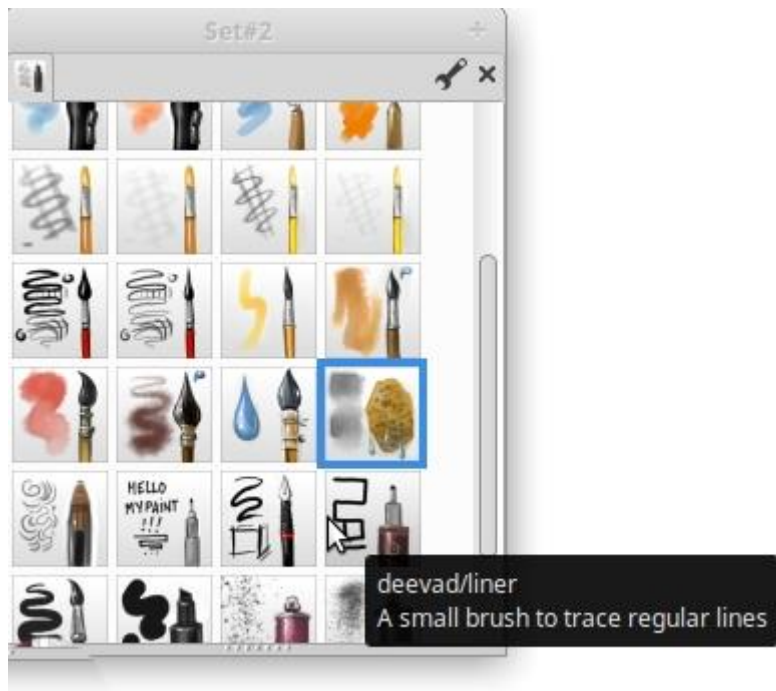 Set#2
HELLO
MYPAINT
!!!
deevad/liner
A small brush to trace regular lines